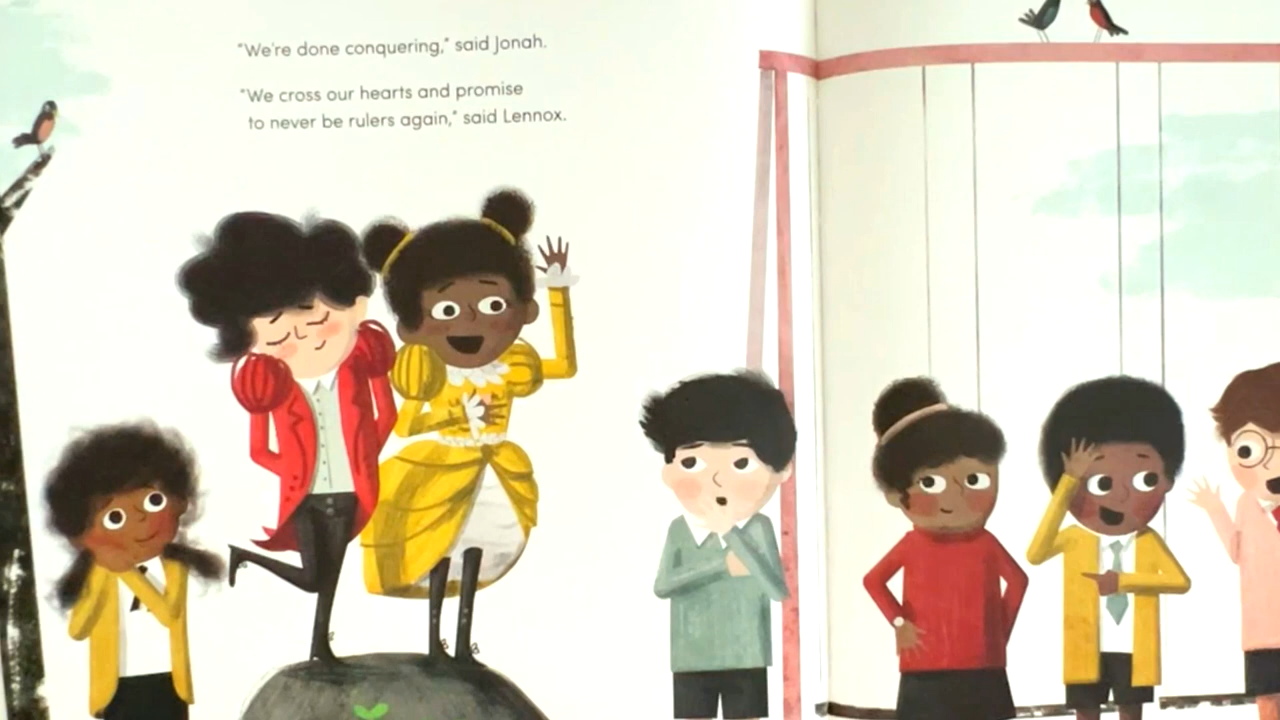 "We're done conquering," said Jonah.
"We cross our hearts and promise
to never be rulers again," said Lennox.